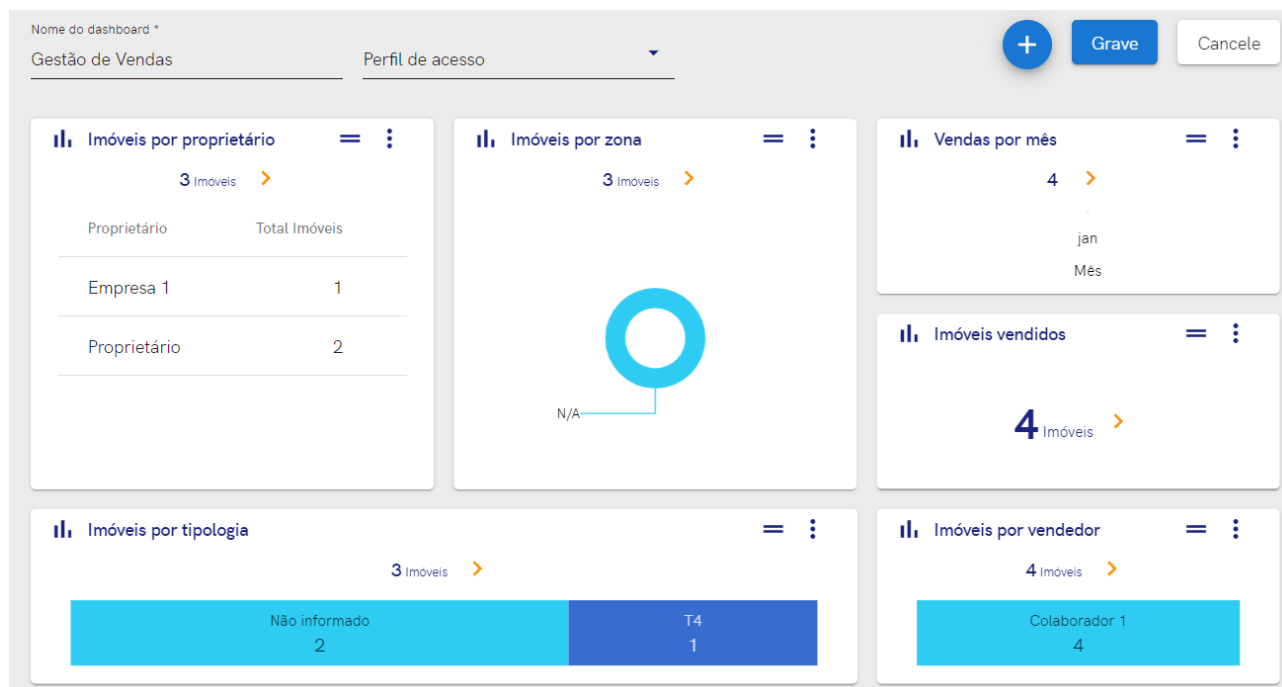 Nome do dashboard *
Gestão de Vendas
Perfil de acesso
+
Grave
Cancele
Imóveis por proprietário
3 Imóveis
Proprietário Total Imóveis
Empresa 1 1
Proprietário 2
Imóveis por zona
3 Imóveis
N/A
Vendas por mês
4
jan
Mês
Imóveis vendidos
4 Imóveis
Imóveis por tipologia
3 Imóveis
Não informado
2
T4
1
Imóveis por vendedor
4 Imóveis
Colaborador 1
4